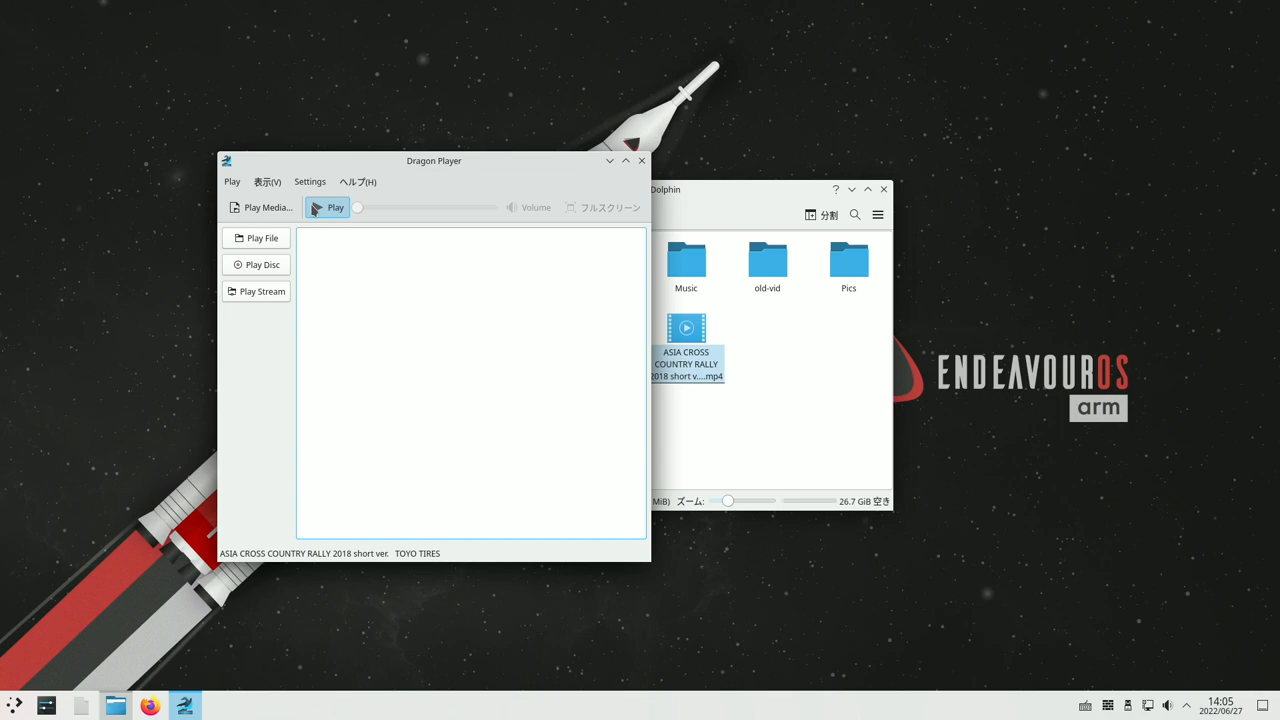 Dragon Player
Play 表示(V) Settings ヘルプ(H)
Play Media... Play Volume フルスクリーン
Play File
Play Disc
Play Stream
ASIA CROSS COUNTRY RALLY 2018 short ver. TOYO TIRES
Dolphin
分割
Music old-vid Pics
ASIA CROSS
COUNTRY RALLY
2018 short v....mp4
MiB) ズーム: 26.7 GiB 空き
ENDEAVOUROS
arm
14:05
2022/06/27